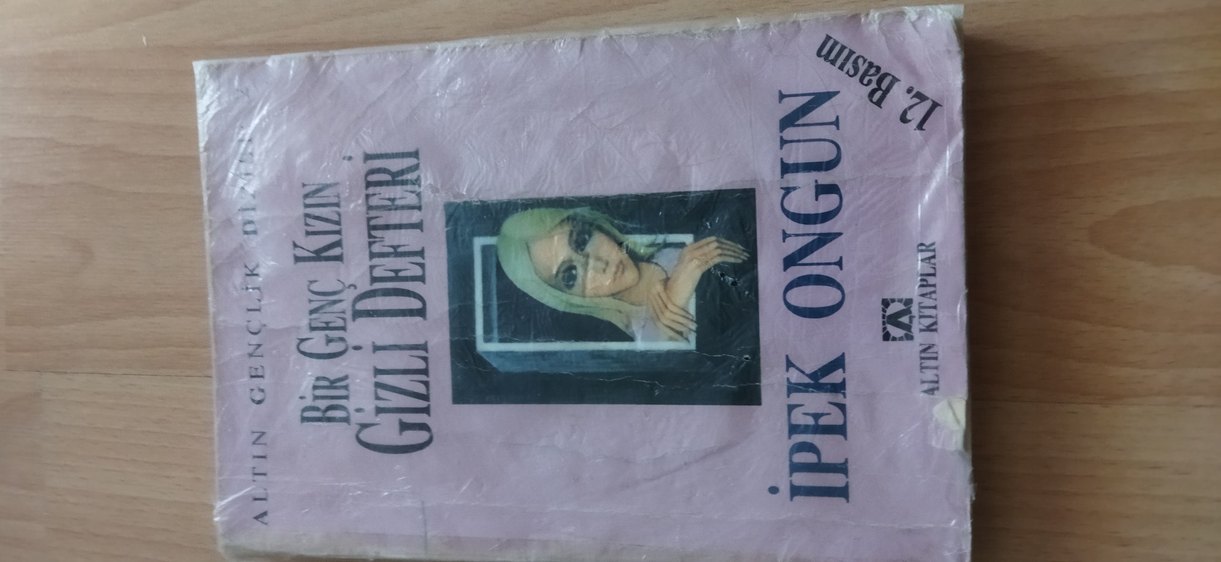 ALTIN GENÇLİK DİZİSİ
BİR GENÇ KIZIN
GİZLİ DEFTERİ
İPEK ONGUN
12. Basım
ALTIN KİTAPLAR